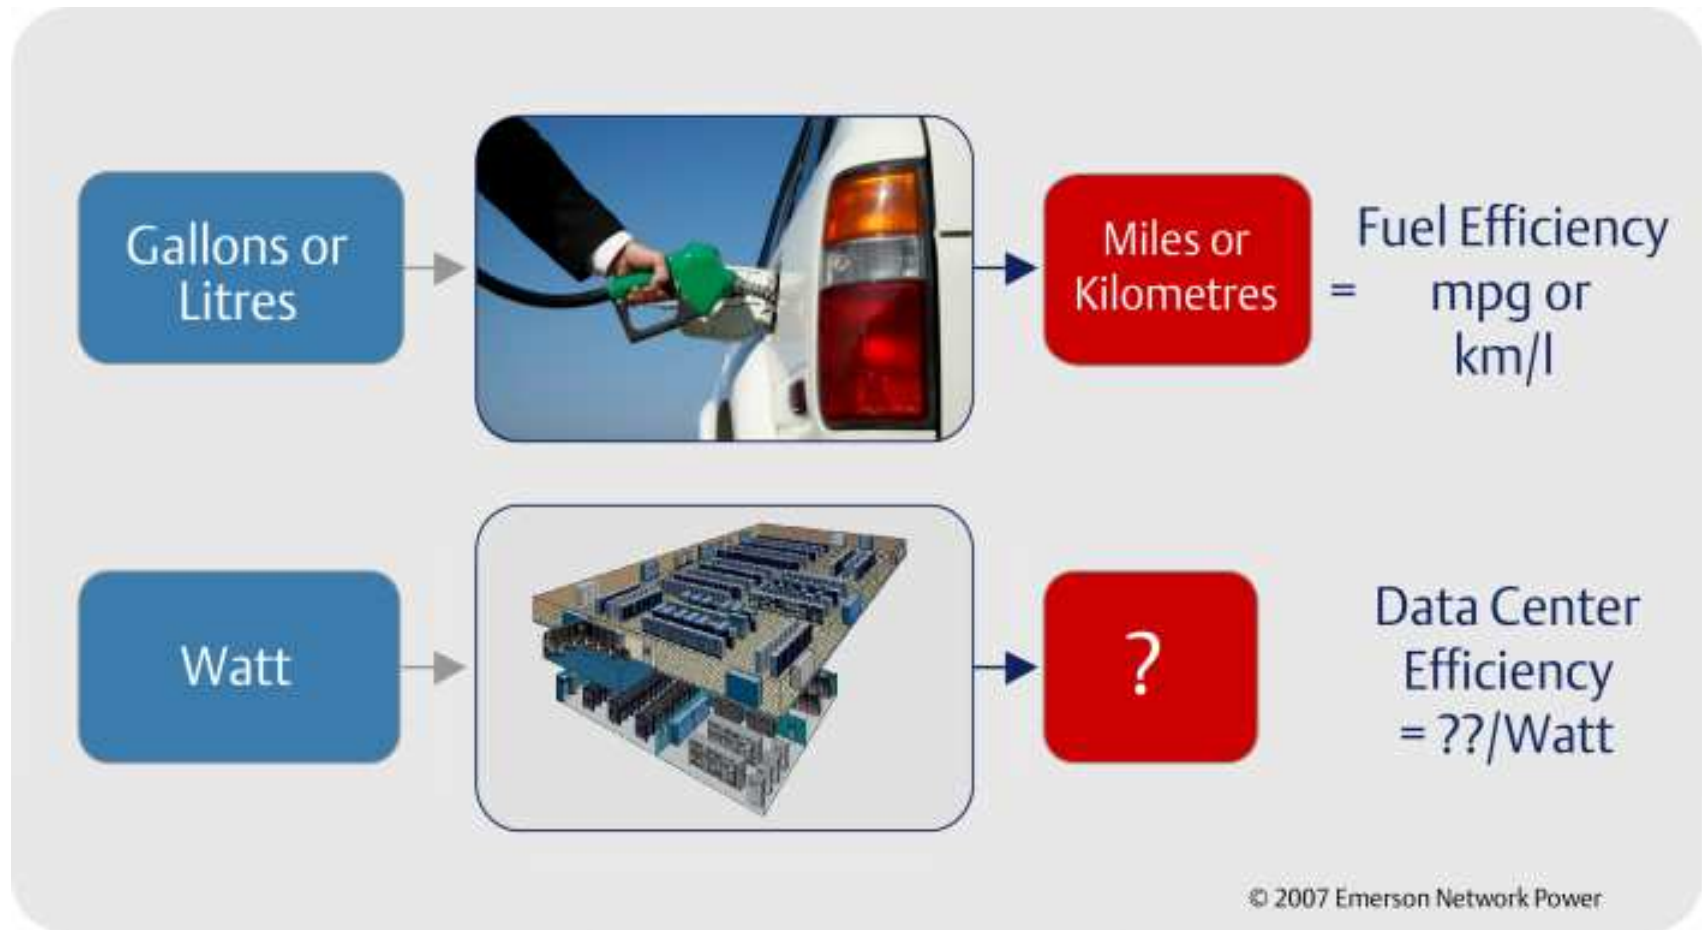 Gallons or
Litres
Miles or
Kilometres
=
Fuel Efficiency
mpg or
km/l
Watt
?
Data Center
Efficiency
= ??/Watt
© 2007 Emerson Network Power